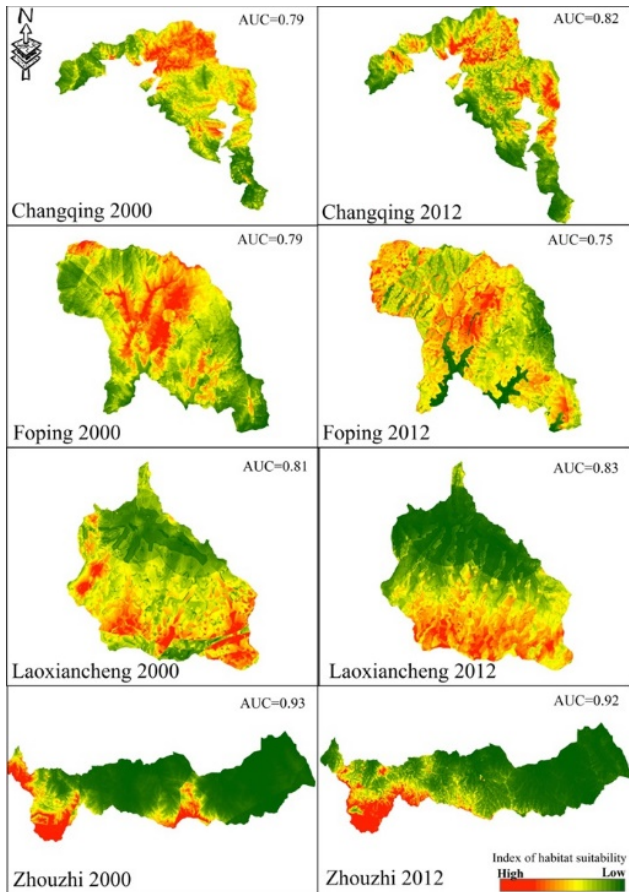 N
AUC=0.79
Changqing 2000
AUC=0.82
Changqing 2012
AUC=0.79
Foping 2000
AUC=0.75
Foping 2012
AUC=0.81
Laoxiancheng 2000
AUC=0.83
Laoxiancheng 2012
AUC=0.93
Zhouzhi 2000
AUC=0.92
Zhouzhi 2012
Index of habitat suitability
High Low